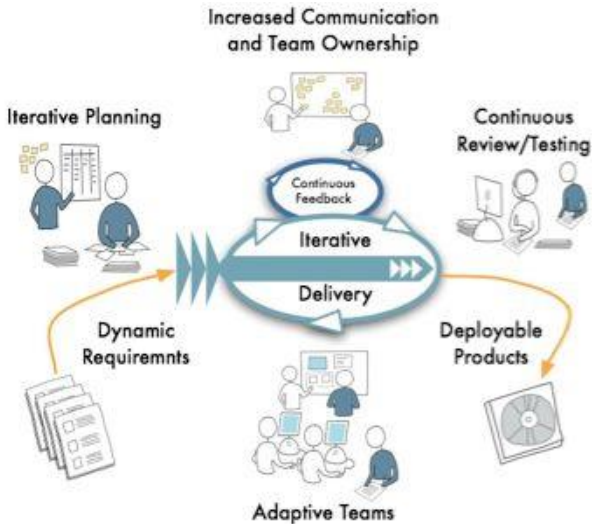 Increased Communication
and Team Ownership
Iterative Planning
Continuous
Review/Testing
Continuous
Feedback
Iterative
Delivery
Dynamic
Requiremnts
Deployable
Products
Adaptive Teams